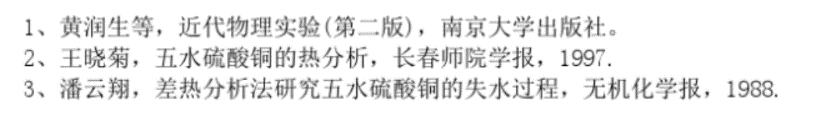 1、黄润生等，近代物理实验(第二版)，南京大学出版社。
2、王晓菊，五水硫酸铜的热分析，长春师院学报，1997.
3、潘云翔，差热分析法研究五水硫酸铜的失水过程，无机化学报，1988.